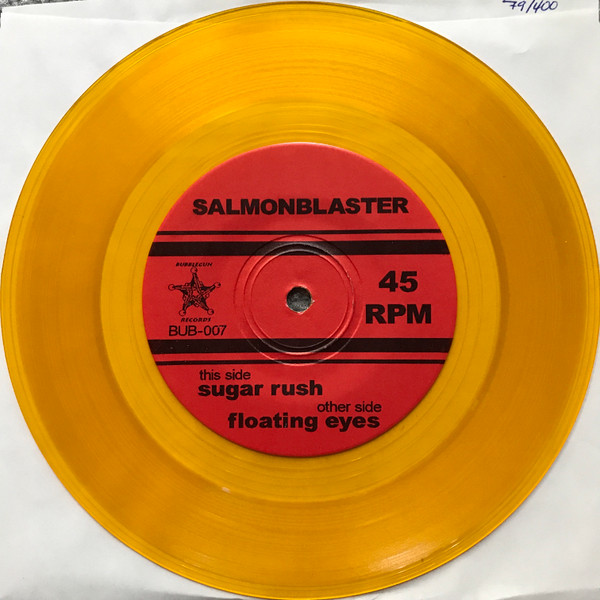 79/400
SALMONBLASTER
BUBBLEGUM
RECORDS
BUB-007
45
RPM
this side
sugar rush
other side
floating eyes